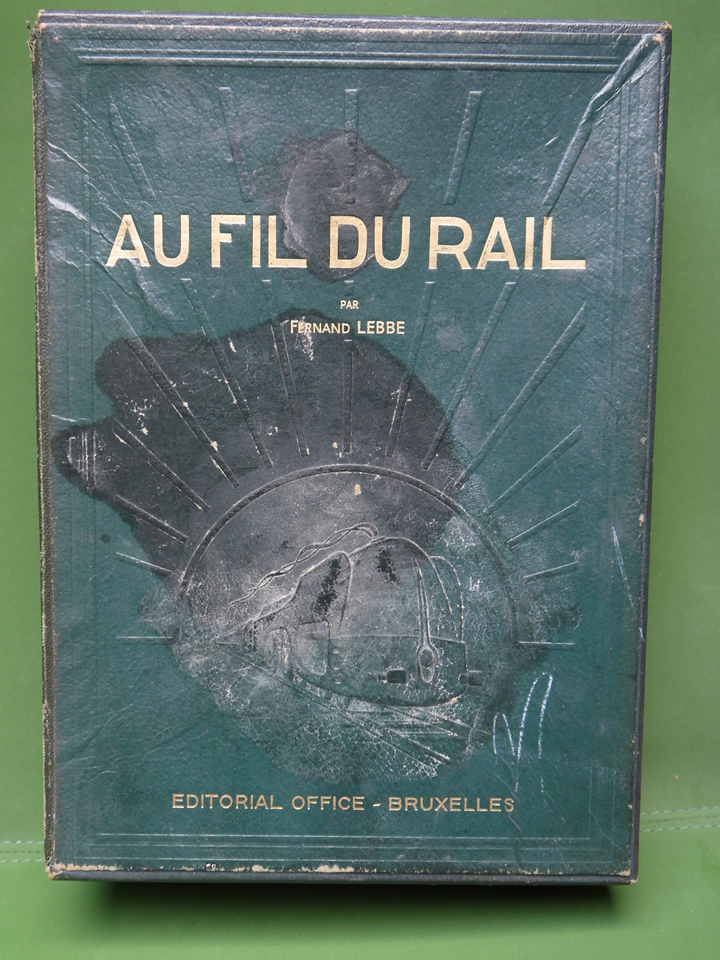 AU FIL DU RAIL
PAR
FERNAND LEBBE
EDITORIAL OFFICE - BRUXELLES